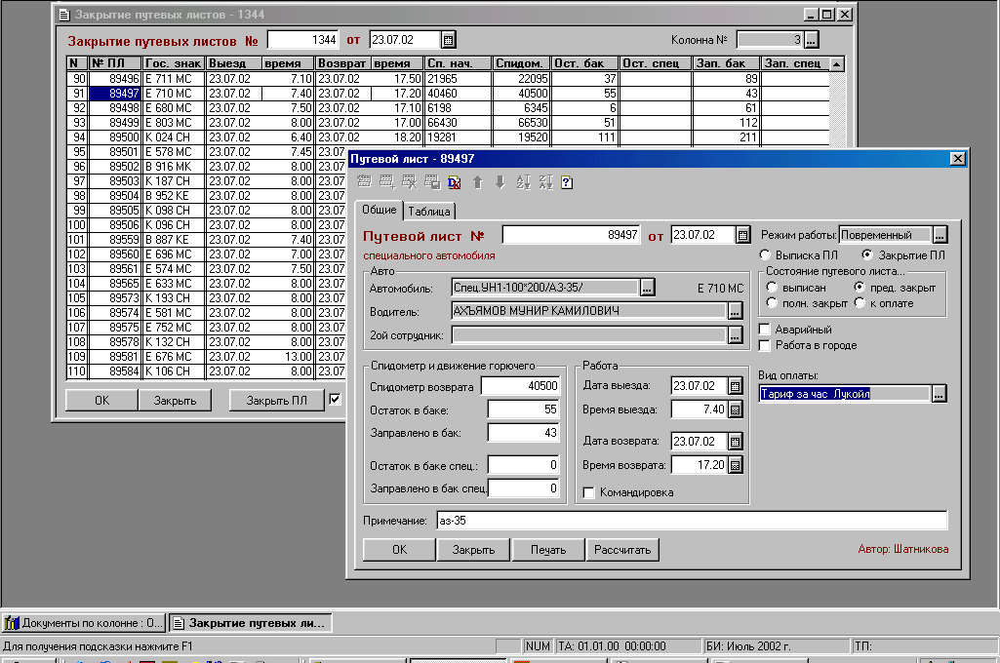 Закрытие путевых листов - 1344
Закрытие путевых листов № 1344 от 23.07.02 Колонна № 3 ...
N № ПЛ Гос. знак Выезд время Возврат время Сп. нач. Спидом. Ост. бак Ост. спец Зап. бак Зап. спец
90 89496 Е 711 МС 23.07.02 7.10 23.07.02 17.50 21965 22095 37 89
91 89497 Е 710 МС 23.07.02 7.40 23.07.02 17.20 40460 40500 55 43
92 89498 Е 680 МС 23.07.02 7.50 23.07.02 17.10 6198 6345 6 61
93 89499 Е 803 МС 23.07.02 8.00 23.07.02 17.00 66430 66530 51 112
94 89500 К 024 СН 23.07.02 6.40 23.07.02 18.20 19281 19520 111 211
95 89501 Е 578 МС 23.07.02 7.45 23.07.02
96 89502 В 916 МК 23.07.02 8.00 23.07.02
97 89503 К 187 СН 23.07.02 8.00 23.07.02
98 89504 В 952 КЕ 23.07.02 8.00 23.07.02
99 89505 К 098 СН 23.07.02 8.00 23.07.02
100 89506 К 096 СН 23.07.02 8.00 23.07.02
101 89559 В 887 КЕ 23.07.02 7.40 23.07.02
102 89560 Е 696 МС 23.07.02 7.00 23.07.02
103 89561 Е 574 МС 23.07.02 7.50 23.07.02
104 89565 Е 633 МС 23.07.02 8.00 23.07.02
105 89573 К 193 СН 23.07.02 8.00 23.07.02
106 89574 Е 581 МС 23.07.02 8.00 23.07.02
107 89575 Е 752 МС 23.07.02 8.00 23.07.02
108 89578 К 132 СН 23.07.02 8.00 23.07.02
109 89581 Е 676 МС 23.07.02 13.00 23.07.02
110 89584 К 106 СН 23.07.02 8.00 23.07.02
ОК Закрыть Закрыть ПЛ
Путевой лист - 89497
Общие Таблица
Путевой лист № 89497 от 23.07.02 Режим работы: Повременный ...
специального автомобиля
Выписка ПЛ Закрытие ПЛ
Авто
Автомобиль: Спец.УН1-100*200/АЗ-35/ ... Е 710 МС
Водитель: АХЪЯМОВ МУНИР КАМИЛОВИЧ ...
2ой сотрудник: ...
Состояние путевого листа...
выписан пред. закрыт
полн. закрыт к оплате
Аварийный
Работа в городе
Спидометр и движение горючего
Спидометр возврата 40500
Остаток в баке: 55
Заправлено в бак: 43
Остаток в баке спец.: 0
Заправлено в бак спец. 0
Работа
Дата выезда: 23.07.02
Время выезда: 7.40
Дата возврата: 23.07.02
Время возврата: 17.20
Командировка
Вид оплаты:
Тариф за час Лукойл ...
Примечание: аз-35
ОК Закрыть Печать Рассчитать Автор: Шатникова
Документы по колонне : О... Закрытие путевых ли...
Для получения подсказки нажмите F1 NUM ТА: 01.01.00 00:00:00 БИ: Июль 2002 г. ТП: